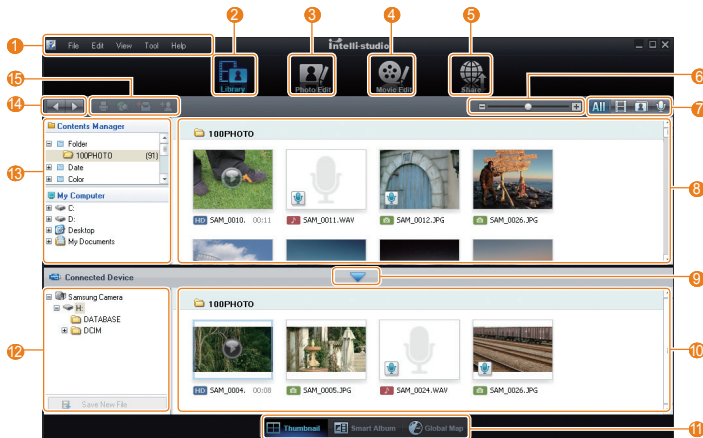 2 3 4 5
1 File Edit View Tool Help
Intelli-studio
Library Photo Edit Movie Edit Share
15
6
14
All 7
Contents Manager
Folder
100PHOTO (91)
Date
Color
13
My Computer
C:
D:
Desktop
My Documents
100PHOTO
HD SAM_0010. 00:11 SAM_0011.WAV SAM_0012.JPG SAM_0026.JPG
8
Connected Device
9
Samsung Camera
H:
DATABASE
DCIM
12
Save New File
100PHOTO
HD SAM_0004. 00:08 SAM_0005.JPG SAM_0024.WAV SAM_0026.JPG
10
Thumbnail Smart Album Global Map
11